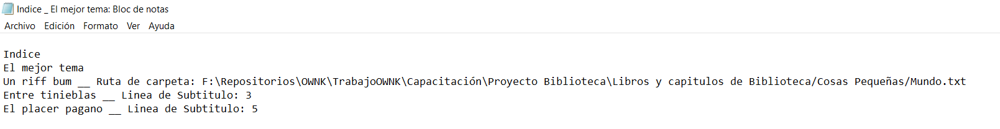 Indice _ El mejor tema: Bloc de notas
Archivo Edición Formato Ver Ayuda
Indice
El mejor tema
Un riff bum __ Ruta de carpeta: F:\Repositorios\OWNK\TrabajoOWNK\Capacitación\Proyecto Biblioteca\Libros y capitulos de Biblioteca/Cosas Pequeñas/Mundo.txt
Entre tinieblas __ Linea de Subtitulo: 3
El placer pagano __ Linea de Subtitulo: 5